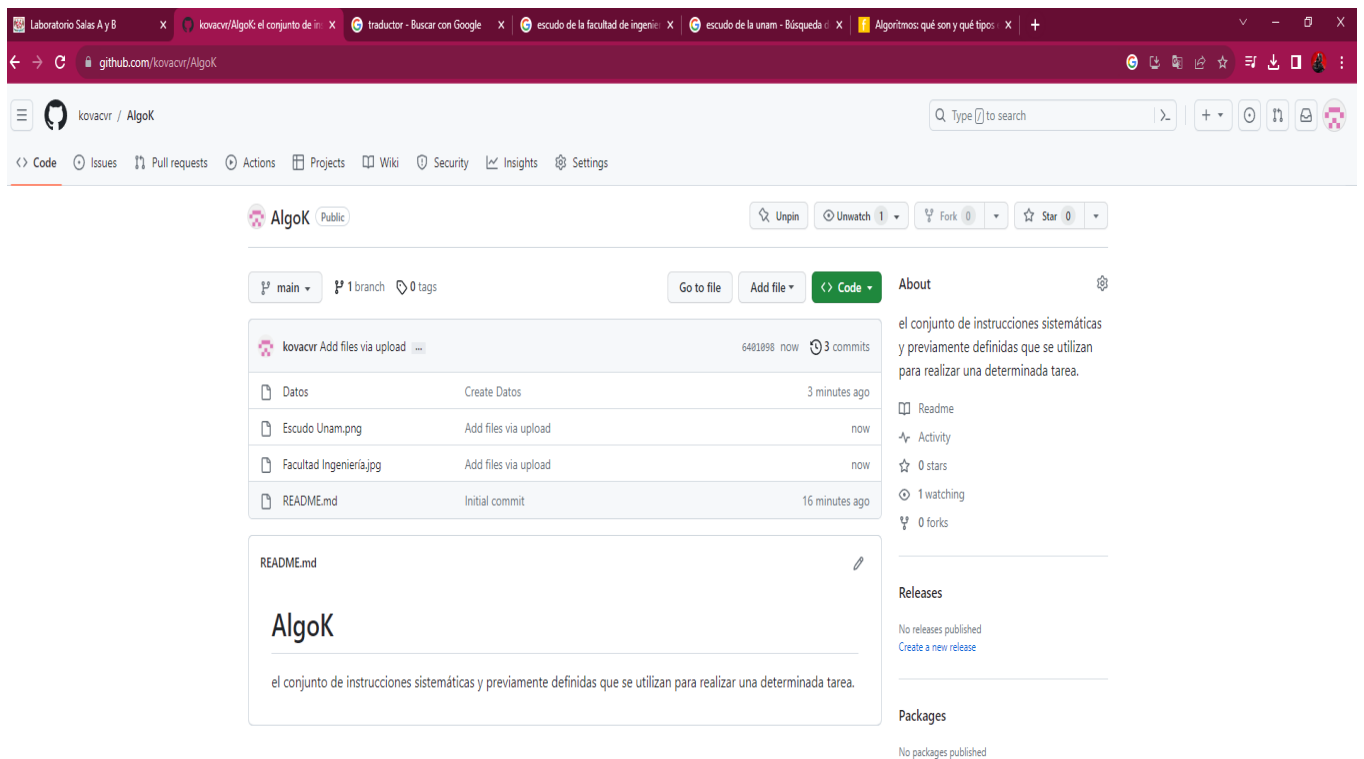 Laboratorio Salas A y B
kovacvr/AlgoK: el conjunto de in
traductor - Buscar con Google
escudo de la facultad de ingenier
escudo de la unam - Búsqueda d
Algoritmos: qué son y qué tipos
github.com/kovacvr/AlgoK
kovacvr / AlgoK
Type / to search
Code Issues Pull requests Actions Projects Wiki Security Insights Settings
AlgoK Public
Unpin Unwatch 1 Fork 0 Star 0
main 1 branch 0 tags
Go to file Add file Code
kovacvr Add files via upload ... 6401098 now 3 commits
Datos Create Datos 3 minutes ago
Escudo Unam.png Add files via upload now
Facultad Ingeniería.jpg Add files via upload now
README.md Initial commit 16 minutes ago
README.md
AlgoK
el conjunto de instrucciones sistemáticas y previamente definidas que se utilizan para realizar una determinada tarea.
About
el conjunto de instrucciones sistemáticas
y previamente definidas que se utilizan
para realizar una determinada tarea.
Readme
Activity
0 stars
1 watching
0 forks
Releases
No releases published
Create a new release
Packages
No packages published